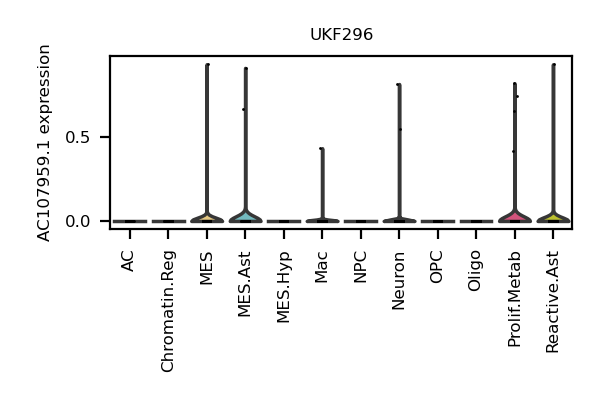 UKF296
AC107959.1 expression
0.5
0.0
AC
Chromatin.Reg
MES
MES.Ast
MES.Hyp
Mac
NPC
Neuron
OPC
Oligo
Prolif.Metab
Reactive.Ast